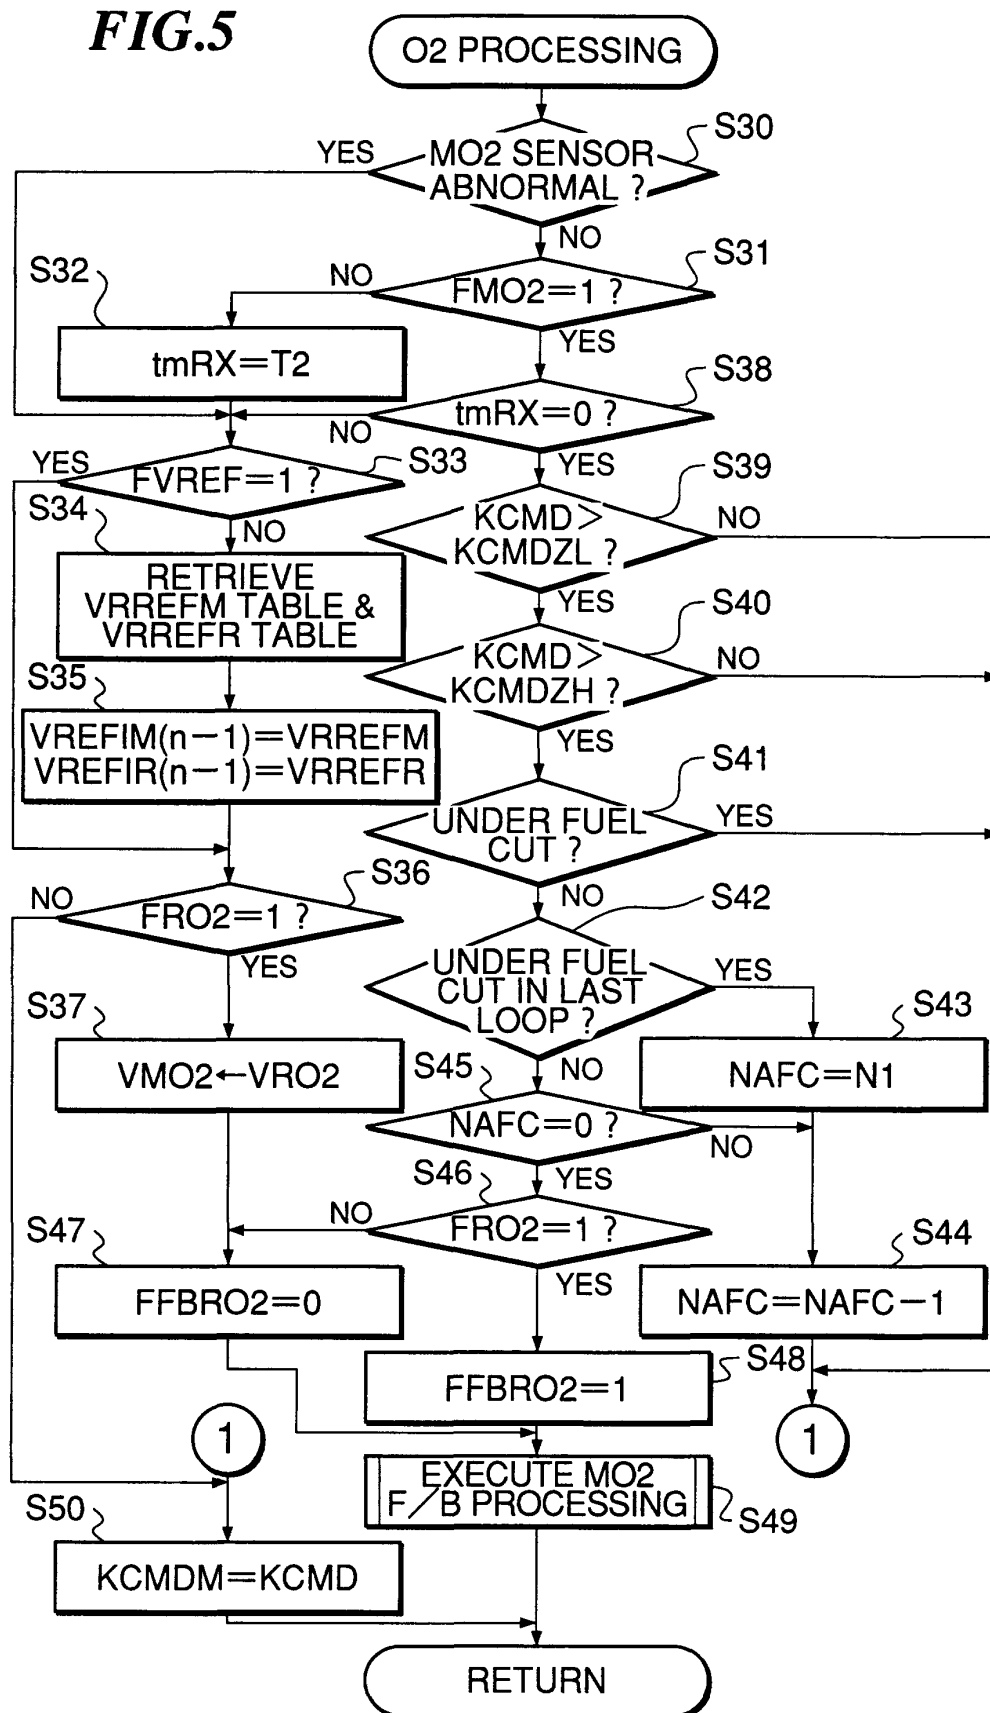 FIG.5
O2 PROCESSING
S30
YES
MO2 SENSOR
ABNORMAL ?
NO
S31
S32
NO
FMO2=1 ?
YES
tmRX=T2
S38
tmRX=0 ?
NO
YES
S33
YES
FVREF=1 ?
S39
S34
NO
KCMD>
KCMDZL ?
NO
RETRIEVE
VRREFM TABLE &
VRREFR TABLE
YES
S40
KCMD>
KCMDZH ?
NO
S35
VREFIM(n−1)=VRREFM
VREFIR(n−1)=VRREFR
YES
S41
UNDER FUEL
CUT ?
YES
S36
NO
FRO2=1 ?
NO
S42
YES
UNDER FUEL
CUT IN LAST
LOOP ?
YES
S37
S43
VMO2←VRO2
S45
NO
NAFC=N1
NAFC=0 ?
NO
S46
YES
NO
FRO2=1 ?
S47
S44
YES
FFBRO2=0
NAFC=NAFC−1
S48
FFBRO2=1
1
1
EXECUTE MO2
F/B PROCESSING
S49
S50
KCMDM=KCMD
RETURN